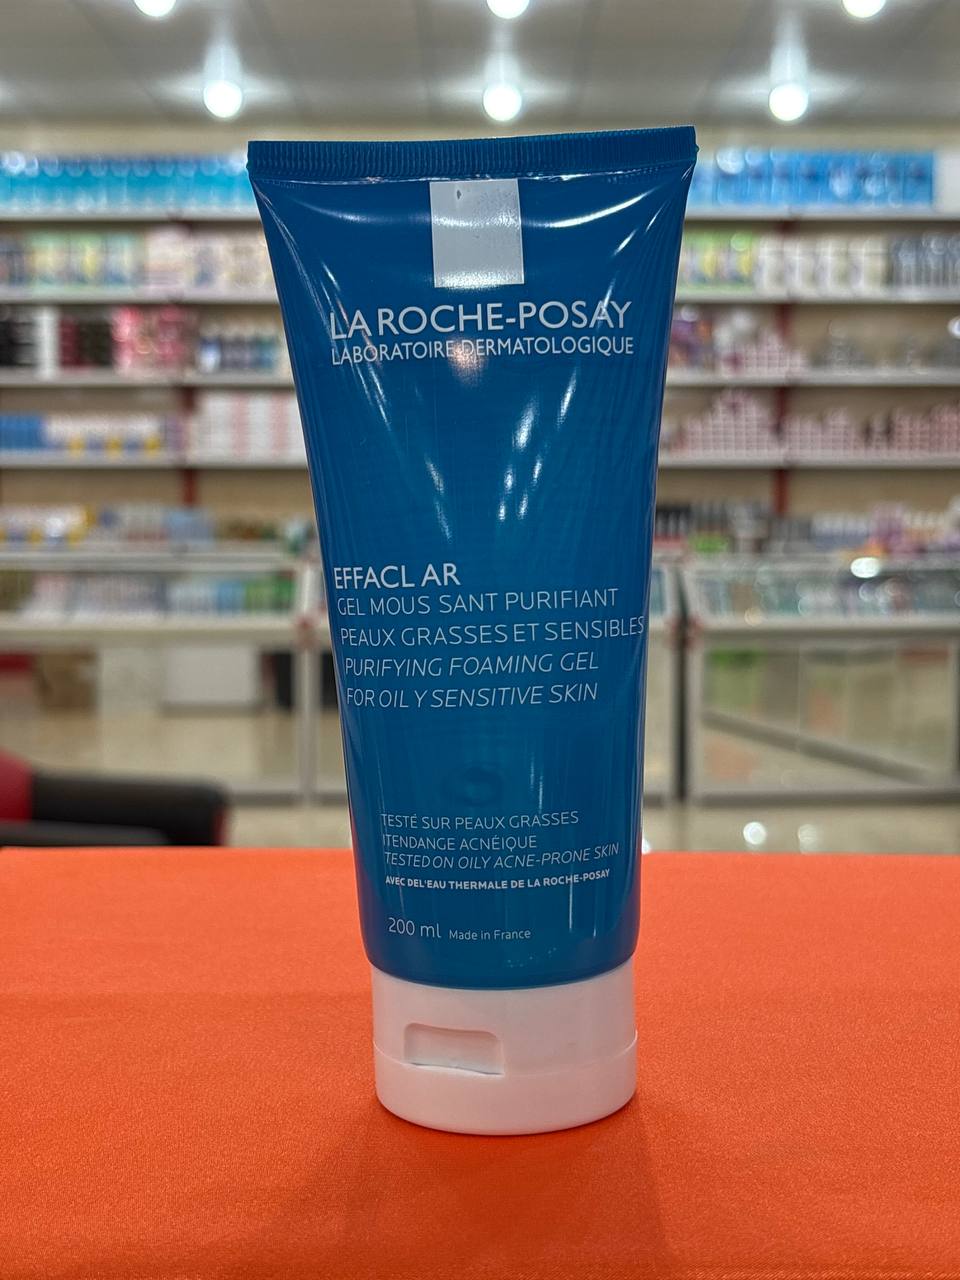 LA ROCHE-POSAY
LABORATOIRE DERMATOLOGIQUE
EFFACL AR
GEL MOUS SANT PURIFIANT
PEAUX GRASSES ET SENSIBLES
PURIFYING FOAMING GEL
FOR OIL Y SENSITIVE SKIN
TESTÉ SUR PEAUX GRASSES
ITENDANGE ACNÉIQUE
TESTED ON OILY ACNE-PRONE SKIN
AVEC DEL'EAU THERMALE DE LA ROCHE-POSAY
200 ml Made in France